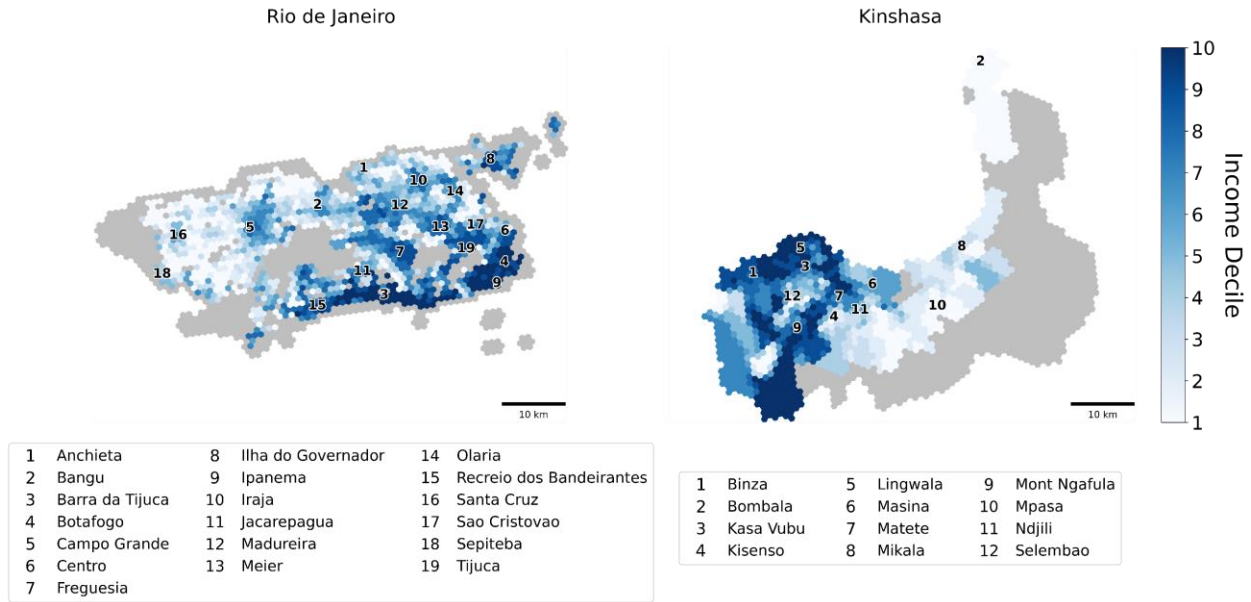 Rio de Janeiro
Kinshasa
1
2
3
4
5
6
7
8
9
10
11
12
13
14
15
16
17
18
19
10 km
1
2
3
4
5
6
7
8
9
10
11
12
10 km
10
9
8
7
6
5
4
3
2
1
Income Decile
1 Anchieta
2 Bangu
3 Barra da Tijuca
4 Botafogo
5 Campo Grande
6 Centro
7 Freguesia
8 Ilha do Governador
9 Ipanema
10 Iraja
11 Jacarepagua
12 Madureira
13 Meier
14 Olaria
15 Recreio dos Bandeirantes
16 Santa Cruz
17 Sao Cristovao
18 Sepiteba
19 Tijuca
1 Binza
2 Bombala
3 Kasa Vubu
4 Kisenso
5 Lingwala
6 Masina
7 Matete
8 Mikala
9 Mont Ngafula
10 Mpasa
11 Ndjili
12 Selembao